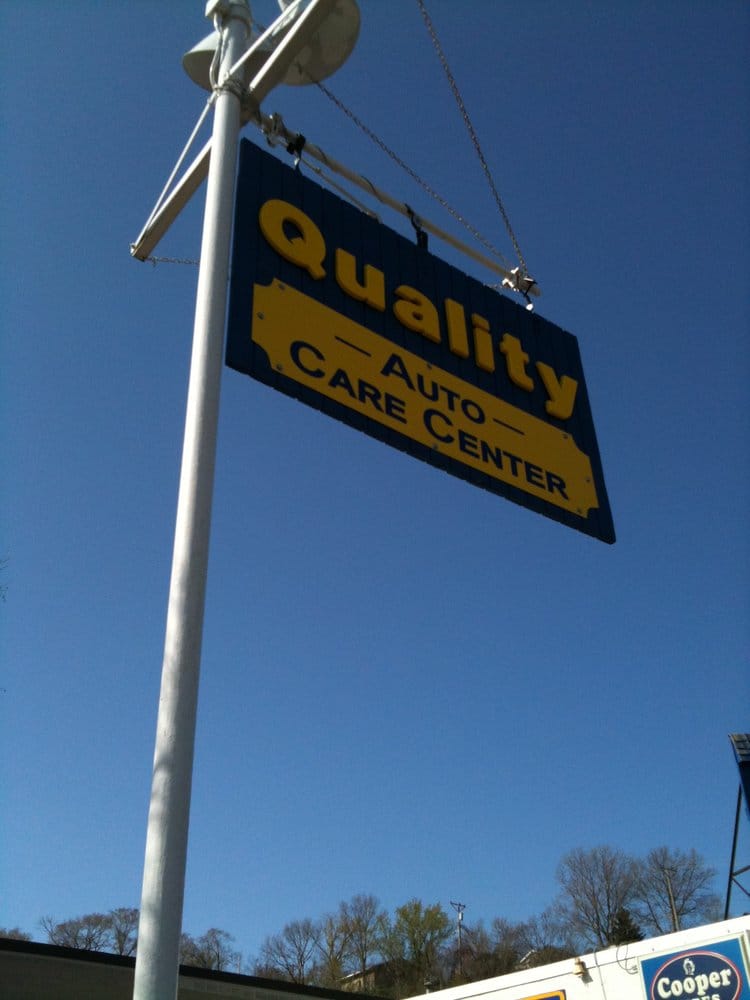 Quality
— AUTO —
CARE CENTER
Cooper